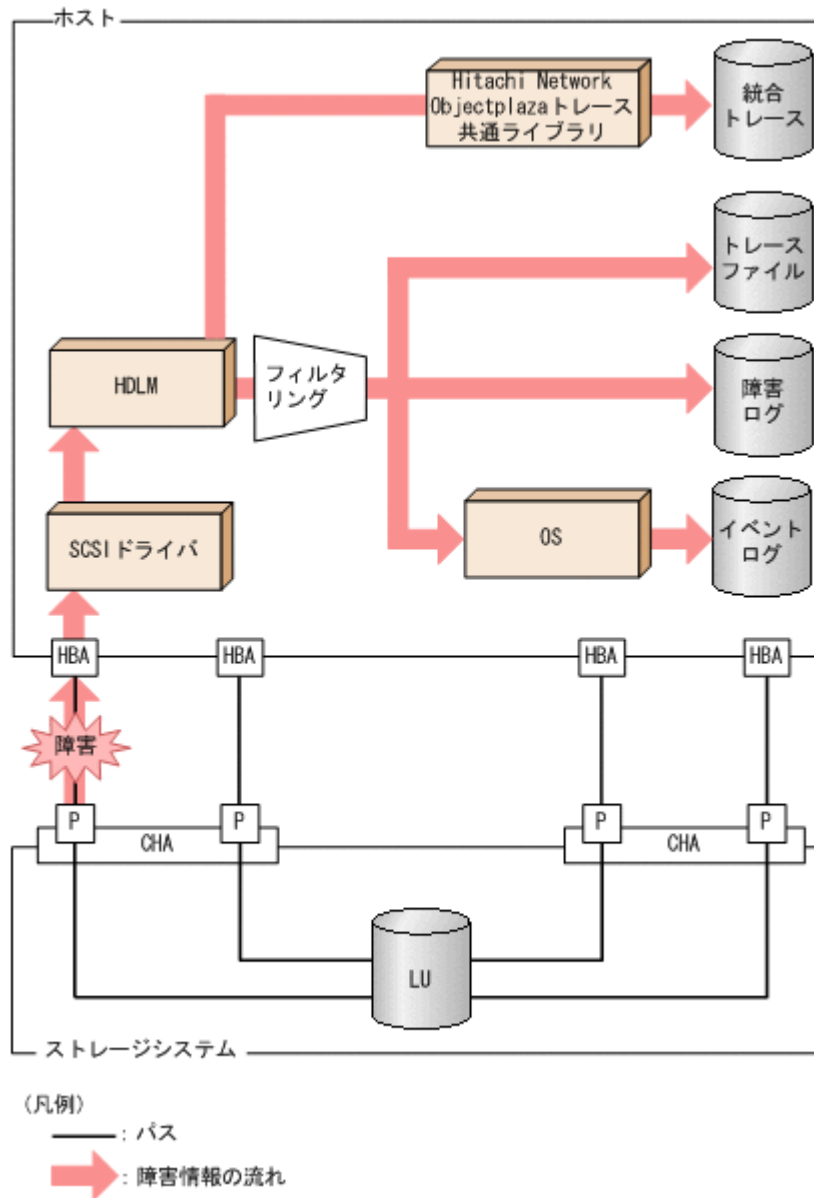 ホスト
Hitachi Network
Objectplazaトレース
共通ライブラリ
統合
トレース
トレース
ファイル
HDLM
フィルタ
リング
障害
ログ
SCSIドライバ
OS
イベント
ログ
HBA
HBA
HBA
HBA
障害
P
P
P
P
CHA
CHA
LU
ストレージシステム
(凡例)
: パス
: 障害情報の流れ